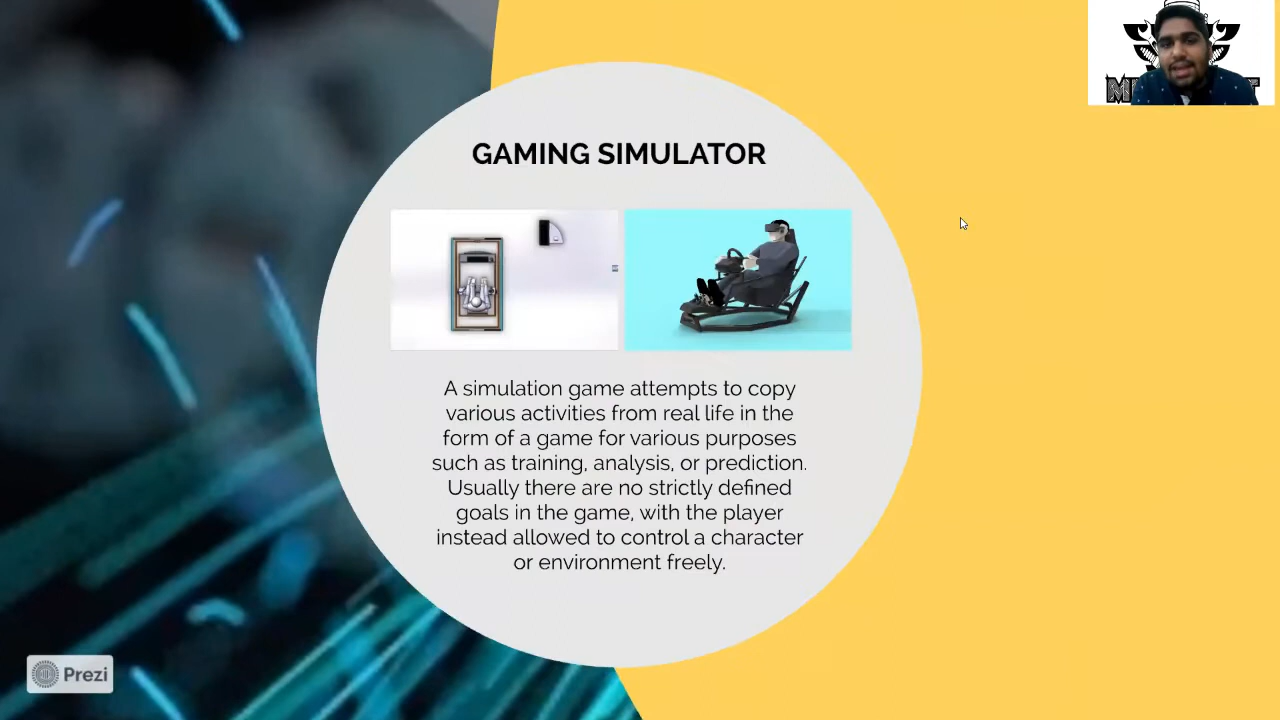 GAMING SIMULATOR
A simulation game attempts to copy
various activities from real life in the
form of a game for various purposes
such as training, analysis, or prediction.
Usually there are no strictly defined
goals in the game, with the player
instead allowed to control a character
or environment freely.
Prezi